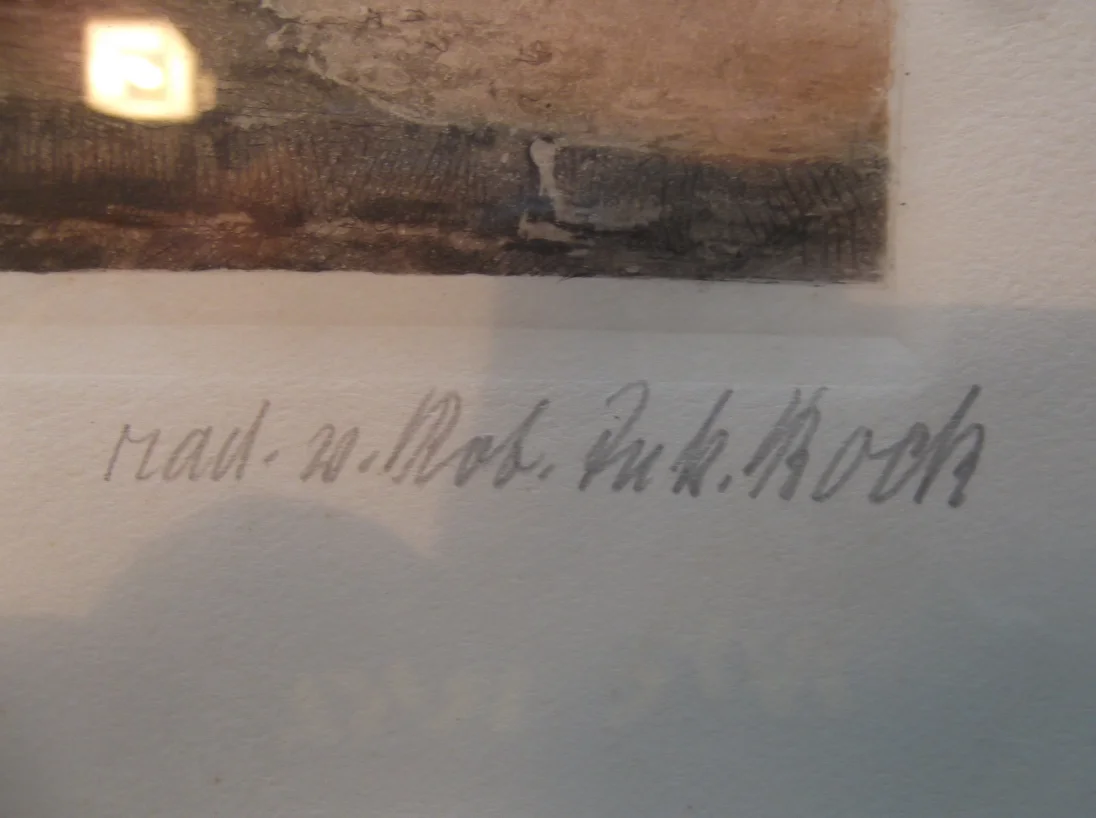 rad. v. Rob. Ink. Koch